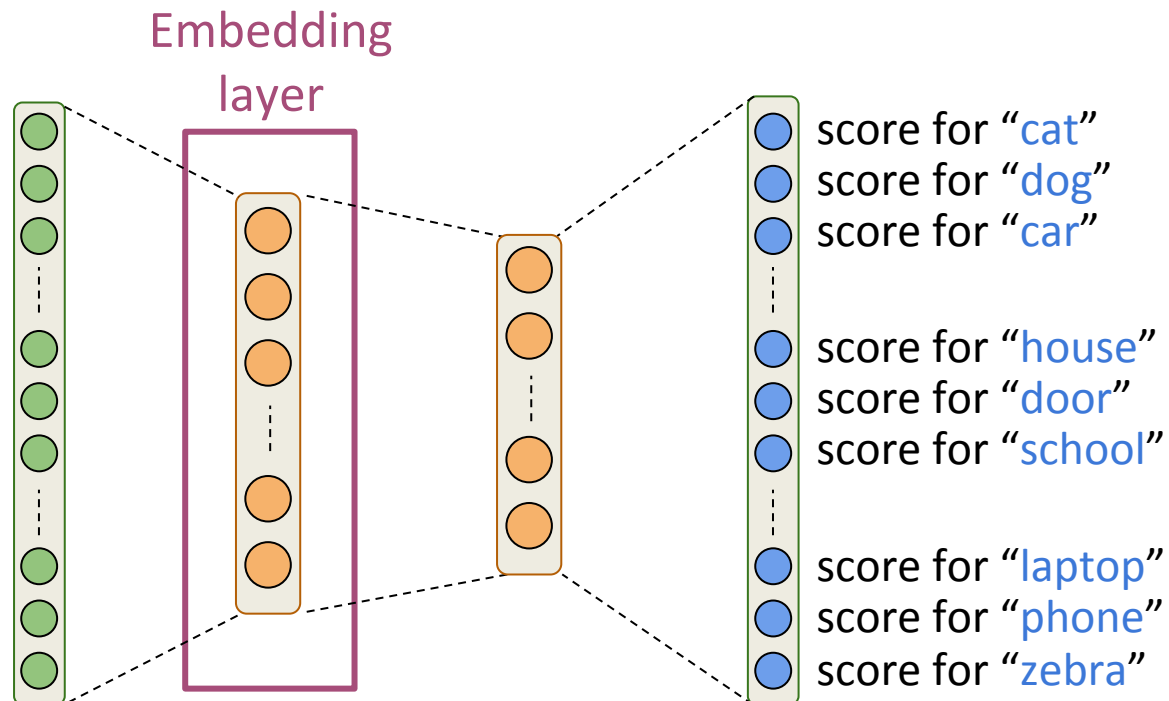 Embedding
layer
score for “cat”
score for “dog”
score for “car”
score for “house”
score for “door”
score for “school”
score for “laptop”
score for “phone”
score for “zebra”